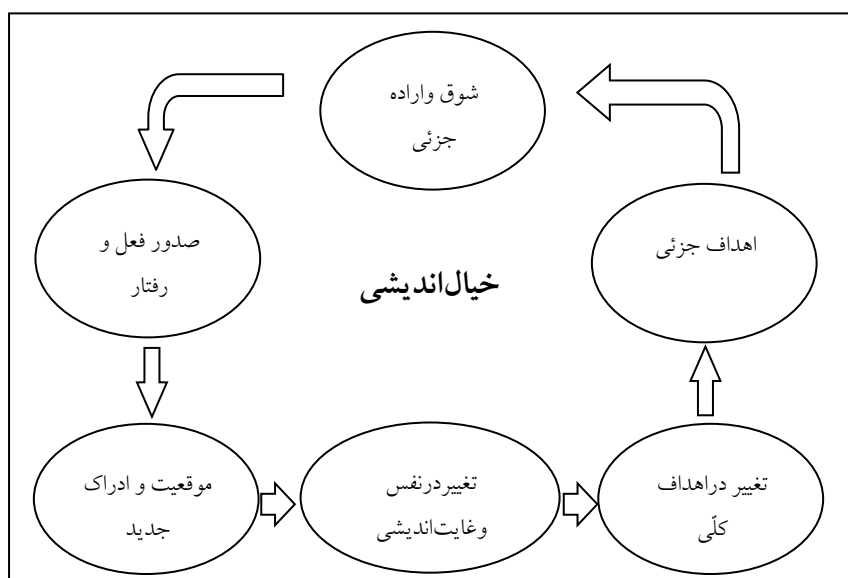 شوق واراده
جزئی
اهداف جزئی
صدور فعل و
رفتار
خیال‌اندیشی
موقعیت و ادراک
جدید
تغییردرنفس
وغایت‌اندیشی
تغییر دراهداف
کلّی